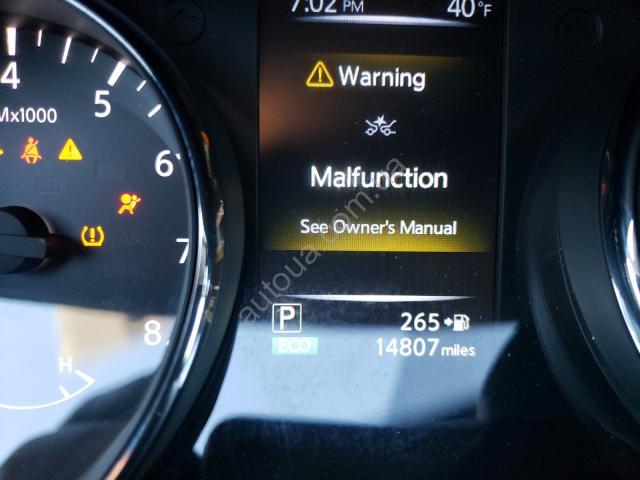 7:02 PM 40°F
Warning
Malfunction
See Owner's Manual
P 265
ECO 14807 miles
4
5
Mx1000
6
7
8
H
autoua.com.ua